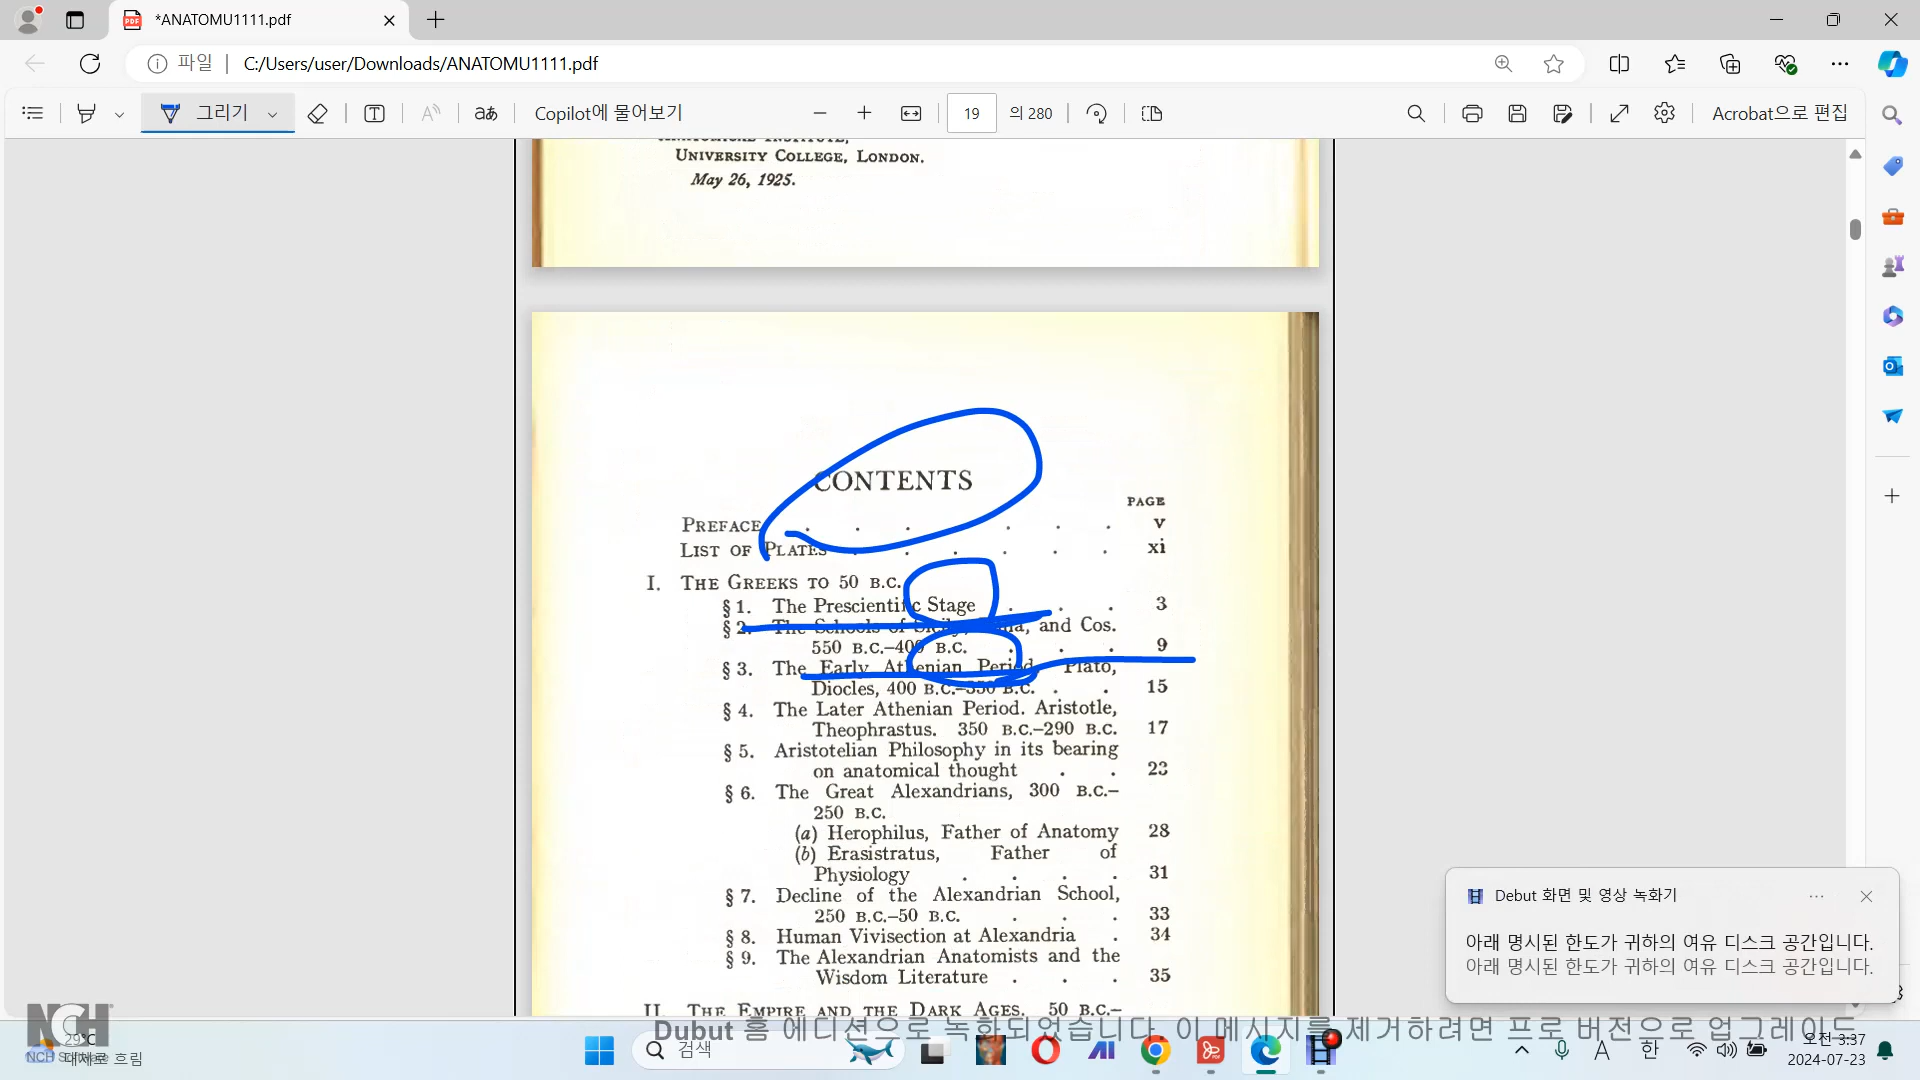 *ANATOMU1111.pdf
파일 C:/Users/user/Downloads/ANATOMU1111.pdf
그리기 Copilot에 물어보기 19 의 280 Acrobat으로 편집
UNIVERSITY COLLEGE, LONDON.
May 26, 1925.
CONTENTS
PAGE
PREFACE . . . . . . v
LIST OF PLATES . . . . . xi
I. THE GREEKS TO 50 B.C.
§ 1. The Prescientific Stage . . . 3
§ 2. The Schools of Sicily, and Cos.
550 B.C.–400 B.C. . . . 9
§ 3. The Early Athenian Period. Plato,
Diocles, 400 B.C.–350 B.C. . . 15
§ 4. The Later Athenian Period. Aristotle,
Theophrastus. 350 B.C.–290 B.C. 17
§ 5. Aristotelian Philosophy in its bearing
on anatomical thought . . 23
§ 6. The Great Alexandrians, 300 B.C.–
250 B.C.
(a) Herophilus, Father of Anatomy 28
(b) Erasistratus, Father of
Physiology . . . . 31
§ 7. Decline of the Alexandrian School,
250 B.C.–50 B.C. . . . 33
§ 8. Human Vivisection at Alexandria . 34
§ 9. The Alexandrian Anatomists and the
Wisdom Literature . . . 35
II. THE EMPIRE AND THE DARK AGES. 50 B.C.–
Debut 화면 및 영상 녹화기
아래 명시된 한도가 귀하의 여유 디스크 공간입니다.
아래 명시된 한도가 귀하의 여유 디스크 공간입니다.
NCH
Dubut 홈 에디션으로 녹화되었습니다. 이 메시지를 제거하려면 프로 버전으로 업그레이드
29°C
대체로 흐림
검색
A 한
오전 3:37
2024-07-23